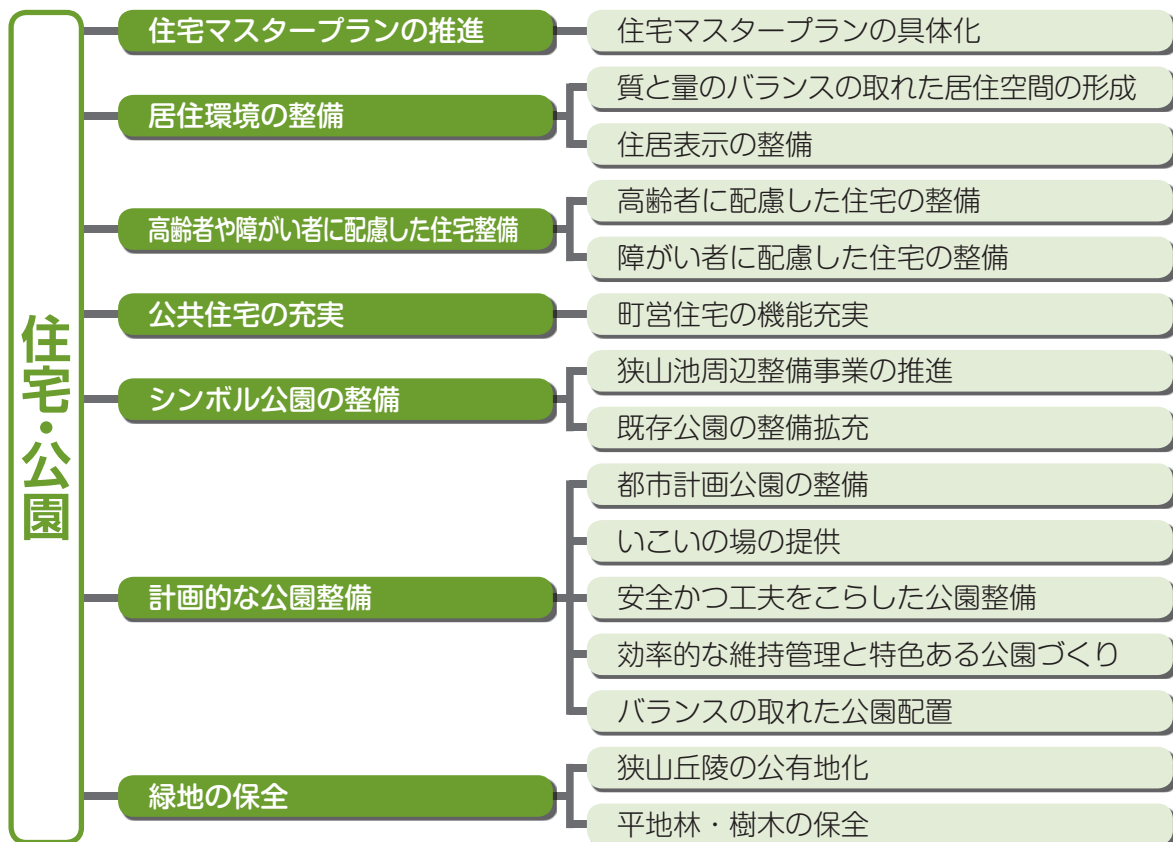 住宅・公園
住宅マスタープランの推進
住宅マスタープランの具体化
居住環境の整備
質と量のバランスの取れた居住空間の形成
住居表示の整備
高齢者や障がい者に配慮した住宅整備
高齢者に配慮した住宅の整備
障がい者に配慮した住宅の整備
公共住宅の充実
町営住宅の機能充実
シンボル公園の整備
狭山池周辺整備事業の推進
既存公園の整備拡充
計画的な公園整備
都市計画公園の整備
いこいの場の提供
安全かつ工夫をこらした公園整備
効率的な維持管理と特色ある公園づくり
バランスの取れた公園配置
緑地の保全
狭山丘陵の公有地化
平地林・樹木の保全